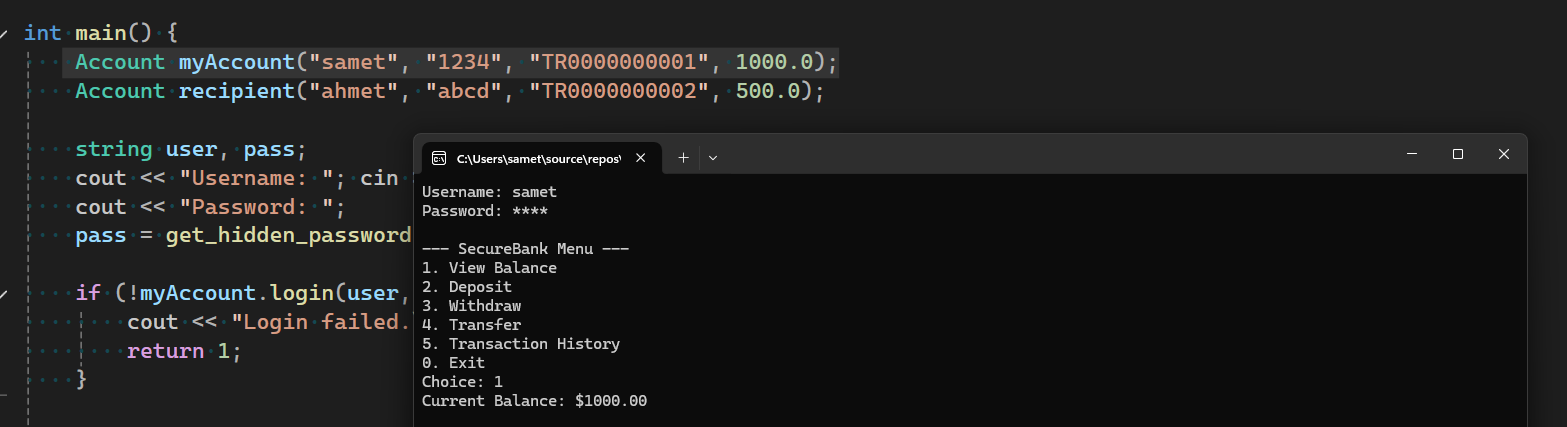 int main() {
Account myAccount("samet", "1234", "TR0000000001", 1000.0);
Account recipient("ahmet", "abcd", "TR0000000002", 500.0);
string user, pass;
cout << "Username: "; cin
cout << "Password: ";
pass = get_hidden_password
if (!myAccount.login(user,
cout << "Login failed.
return 1;
}
C:\Users\samet\source\repos\
Username: samet
Password: ****
--- SecureBank Menu ---
1. View Balance
2. Deposit
3. Withdraw
4. Transfer
5. Transaction History
0. Exit
Choice: 1
Current Balance: $1000.00